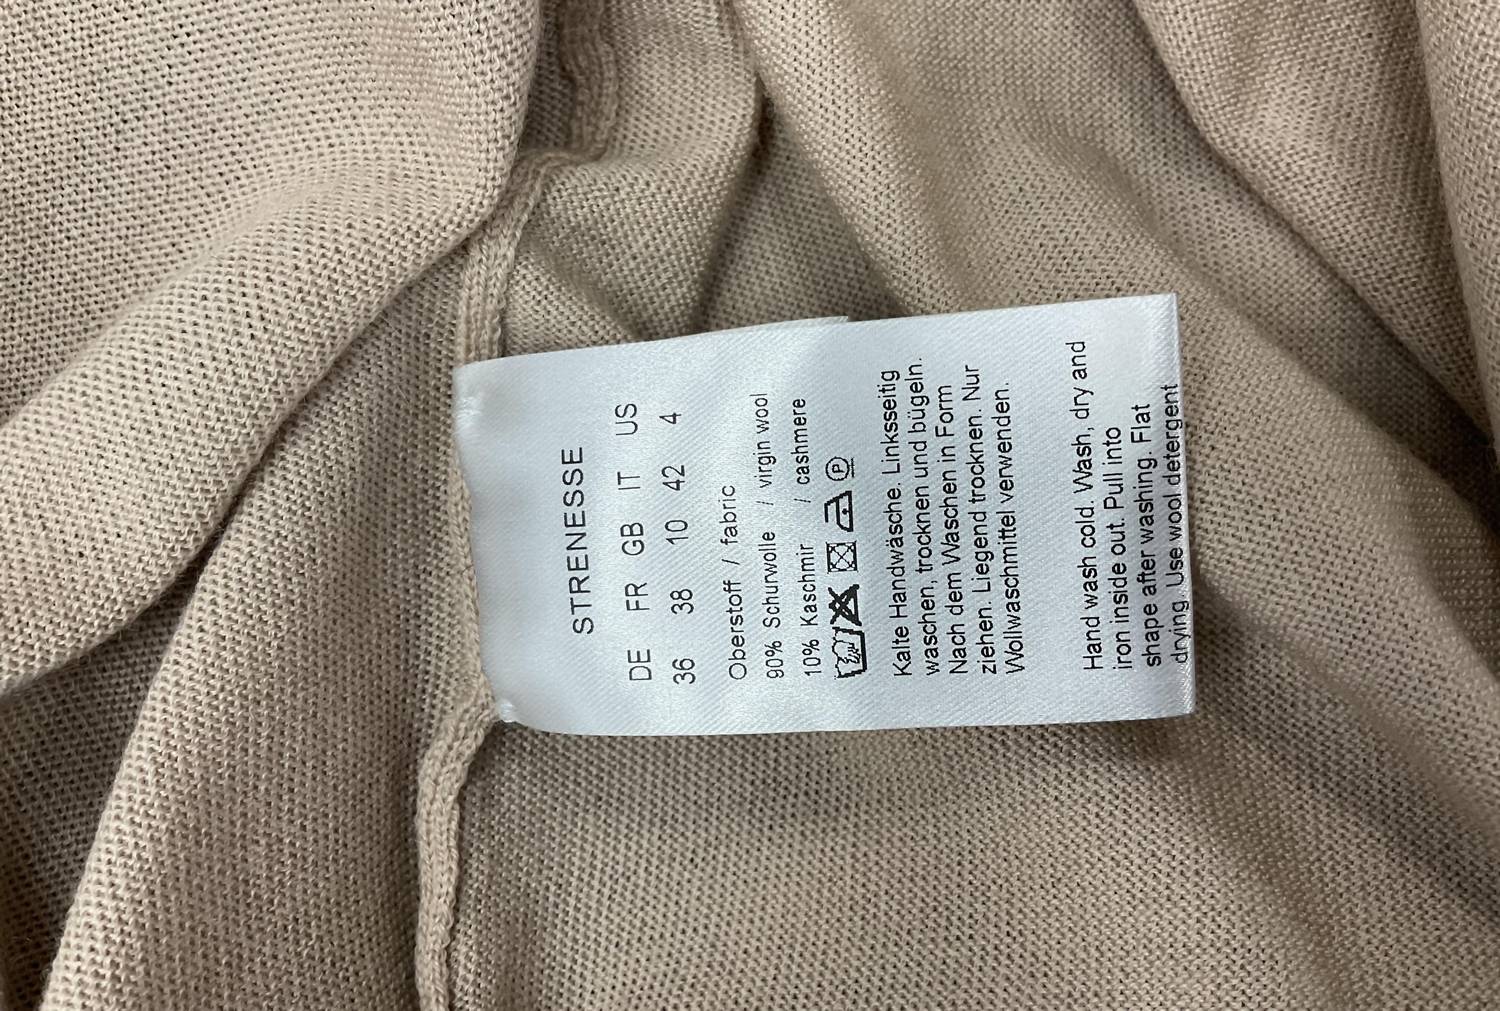 STRENESSE
DE FR GB IT US
36 38 10 42 4
Oberstoff / fabric
90% Schurwolle / virgin wool
10% Kaschmir / cashmere
P
Kalte Handwäsche. Linksseitig
waschen, trocknen und bügeln.
Nach dem Waschen in Form
ziehen. Liegend trocknen. Nur
Wollwaschmittel verwenden.
Hand wash cold. Wash, dry and
iron inside out. Pull into
shape after washing. Flat
drying. Use wool detergent